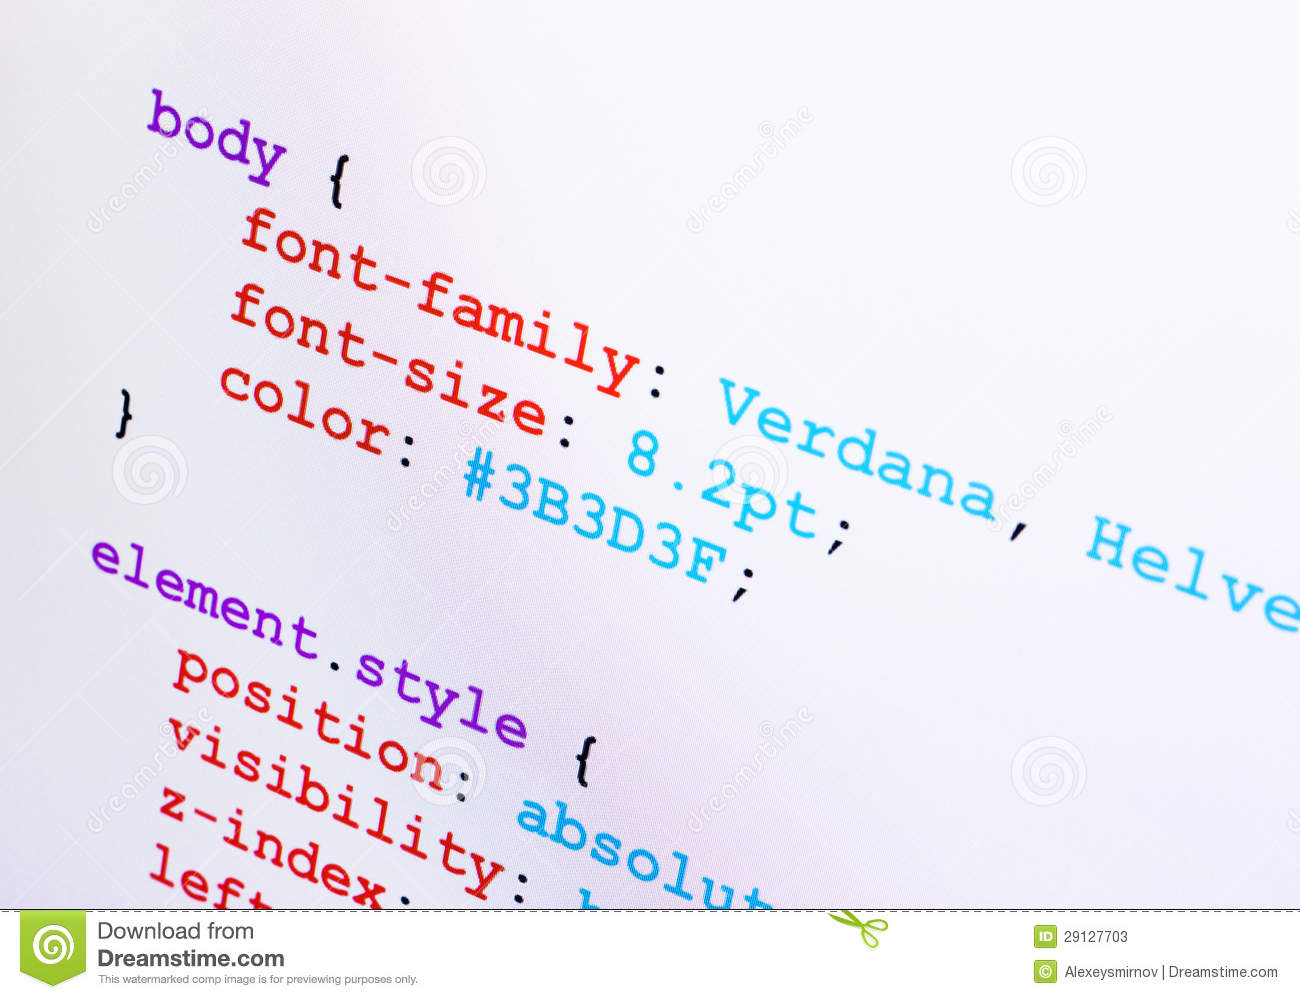 body {
font-family: Verdana, Helve
font-size: 8.2pt;
color: #3B3D3F;
}
element.style {
position: absolut
visibility:
z-index:
left
Download from
Dreamstime.com
This watermarked comp image is for previewing purposes only.
ID 29127703
© Alexeysmirnov | Dreamstime.com